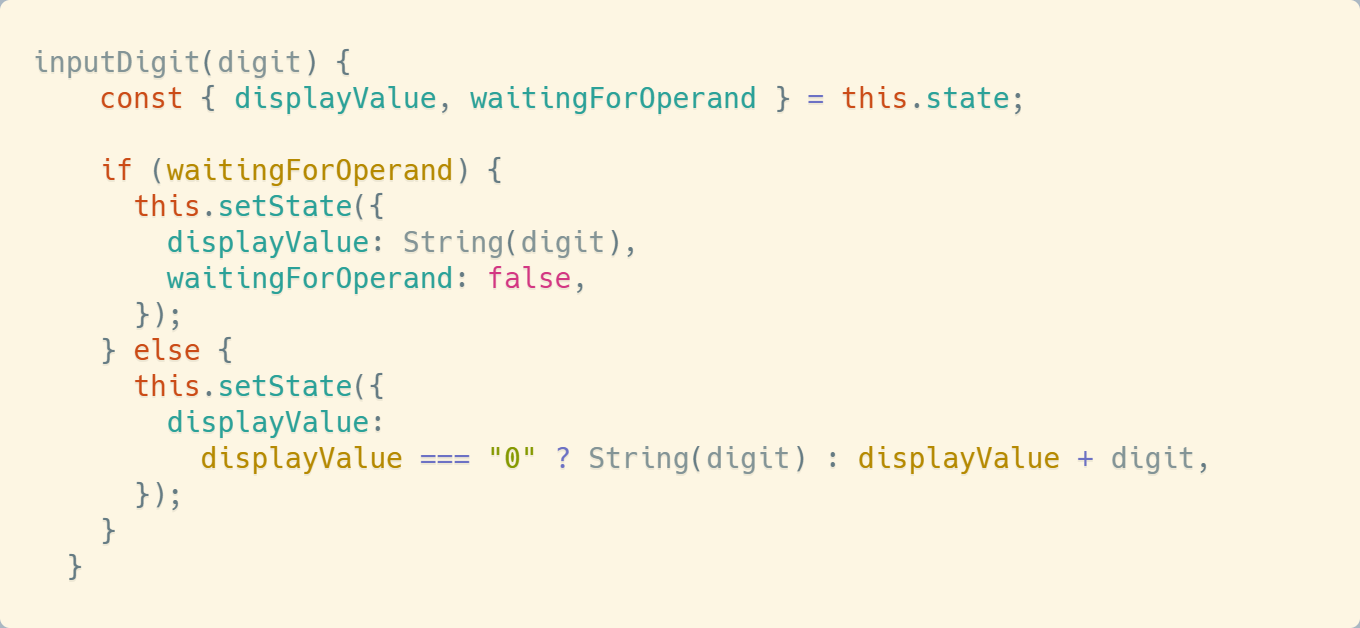 inputDigit(digit) {
    const { displayValue, waitingForOperand } = this.state;

    if (waitingForOperand) {
      this.setState({
        displayValue: String(digit),
        waitingForOperand: false,
      });
    } else {
      this.setState({
        displayValue:
          displayValue === "0" ? String(digit) : displayValue + digit,
      });
    }
  }